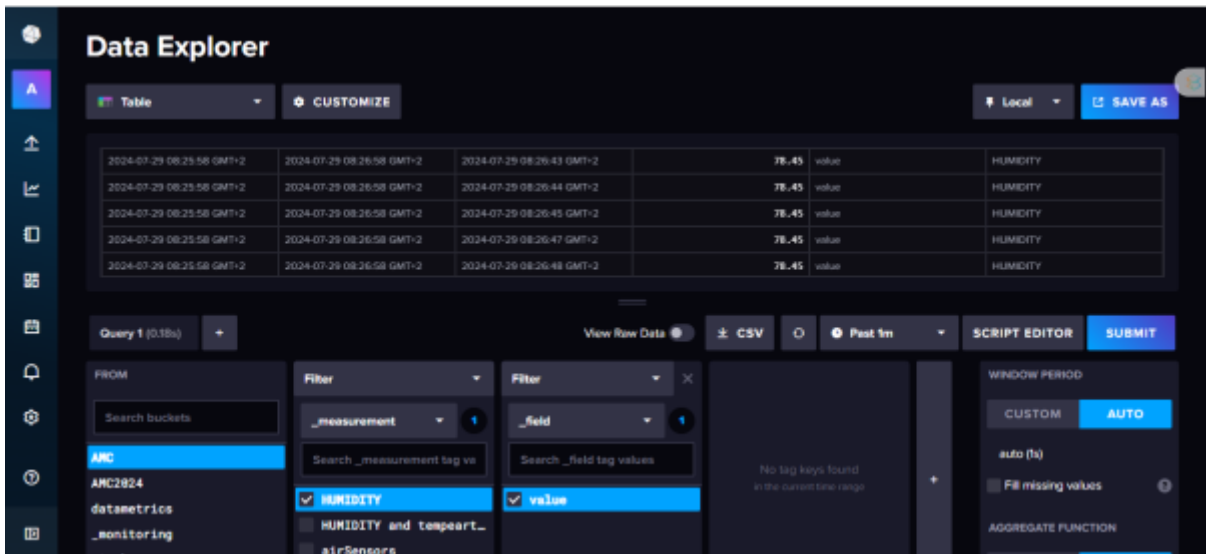 Data Explorer
A
Table
CUSTOMIZE
Local
SAVE AS
2024-07-29 08:25:58 GMT+2 2024-07-29 08:26:58 GMT+2 2024-07-29 08:26:43 GMT+2 78.45 value HUMIDITY
2024-07-29 08:25:58 GMT+2 2024-07-29 08:26:58 GMT+2 2024-07-29 08:26:44 GMT+2 78.45 value HUMIDITY
2024-07-29 08:25:58 GMT+2 2024-07-29 08:26:58 GMT+2 2024-07-29 08:26:45 GMT+2 78.45 value HUMIDITY
2024-07-29 08:25:58 GMT+2 2024-07-29 08:26:58 GMT+2 2024-07-29 08:26:47 GMT+2 78.45 value HUMIDITY
2024-07-29 08:25:58 GMT+2 2024-07-29 08:26:58 GMT+2 2024-07-29 08:26:48 GMT+2 78.45 value HUMIDITY
Query 1 (0.18s) +
View Raw Data
CSV
Past 1m
SCRIPT EDITOR
SUBMIT
FROM
Search buckets
AMC
AMC2024
datametrics
_monitoring
Filter
_measurement 1
Search _measurement tag va
HUMIDITY
HUMIDITY and tempeart_
airSensors
Filter
_field 1
Search _field tag values
value
No tag keys found
in the current time range
+
WINDOW PERIOD
CUSTOM AUTO
auto (1s)
Fill missing values
AGGREGATE FUNCTION